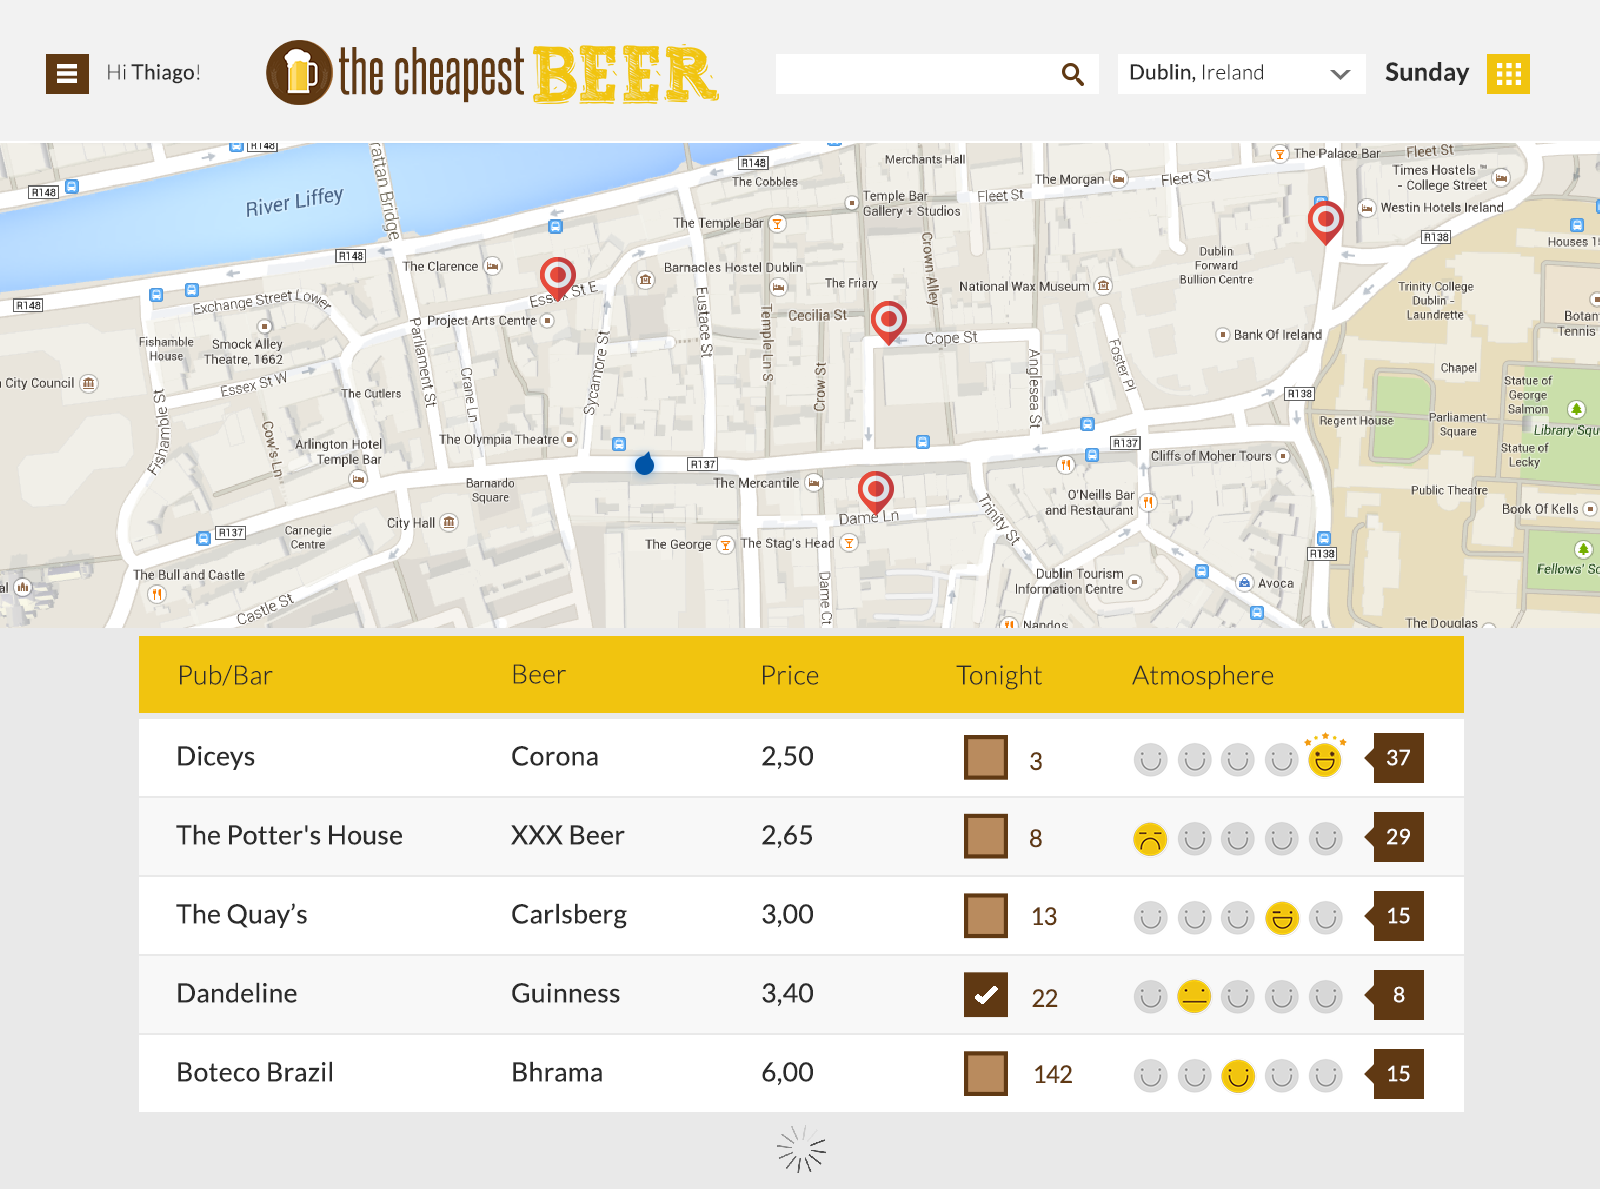 Hi Thiago!
the cheapest BEER
Dublin, Ireland
Sunday
R148
R148
R148
R148
R148
River Liffey
rattan Bridge
The Cobbles
Merchants Hall
The Morgan
Fleet St
Fleet St
Fleet St
The Palace Bar
Times Hostels
- College Street
Westin Hotels Ireland
R138
Houses 19
Temple Bar
Gallery + Studios
The Temple Bar
Crown Alley
Dublin
Forward
Bullion Centre
The Clarence
Essex St E
Barnacles Hostel Dublin
The Friary
National Wax Museum
Trinity College
Dublin -
Laundrette
Botan
Tennis
Exchange Street Lower
Project Arts Centre
Eustace St
Temple Ln S
Cecilia St
Cope St
Bank Of Ireland
Fishamble
House
Smock Alley
Theatre, 1662
Parliament St
Sycamore St
Crow St
Anglesea St
Foster Pl
Chapel
City Council
Essex St W
The Cutlers
Crane Ln
R138
Statue of
George
Salmon
Regent House
Parliament
Square
Library Squ
Fishamble St
Cow's Ln
Arlington Hotel
Temple Bar
The Olympia Theatre
R137
R137
Cliffs of Moher Tours
Statue of
Lecky
Barnardo
Square
The Mercantile
O'Neills Bar
and Restaurant
Public Theatre
Book Of Kells
R137
Carnegie
Centre
City Hall
Dame Ln
Trinity St
The George
The Stag's Head
R138
Fellows' Sq
The Bull and Castle
Castle St
Dame Ct
Dublin Tourism
Information Centre
Avoca
al
Nandos
The Douglas
Pub/Bar Beer Price Tonight Atmosphere
Diceys Corona 2,50 3 37
The Potter's House XXX Beer 2,65 8 29
The Quay’s Carlsberg 3,00 13 15
Dandeline Guinness 3,40 22 8
Boteco Brazil Bhrama 6,00 142 15